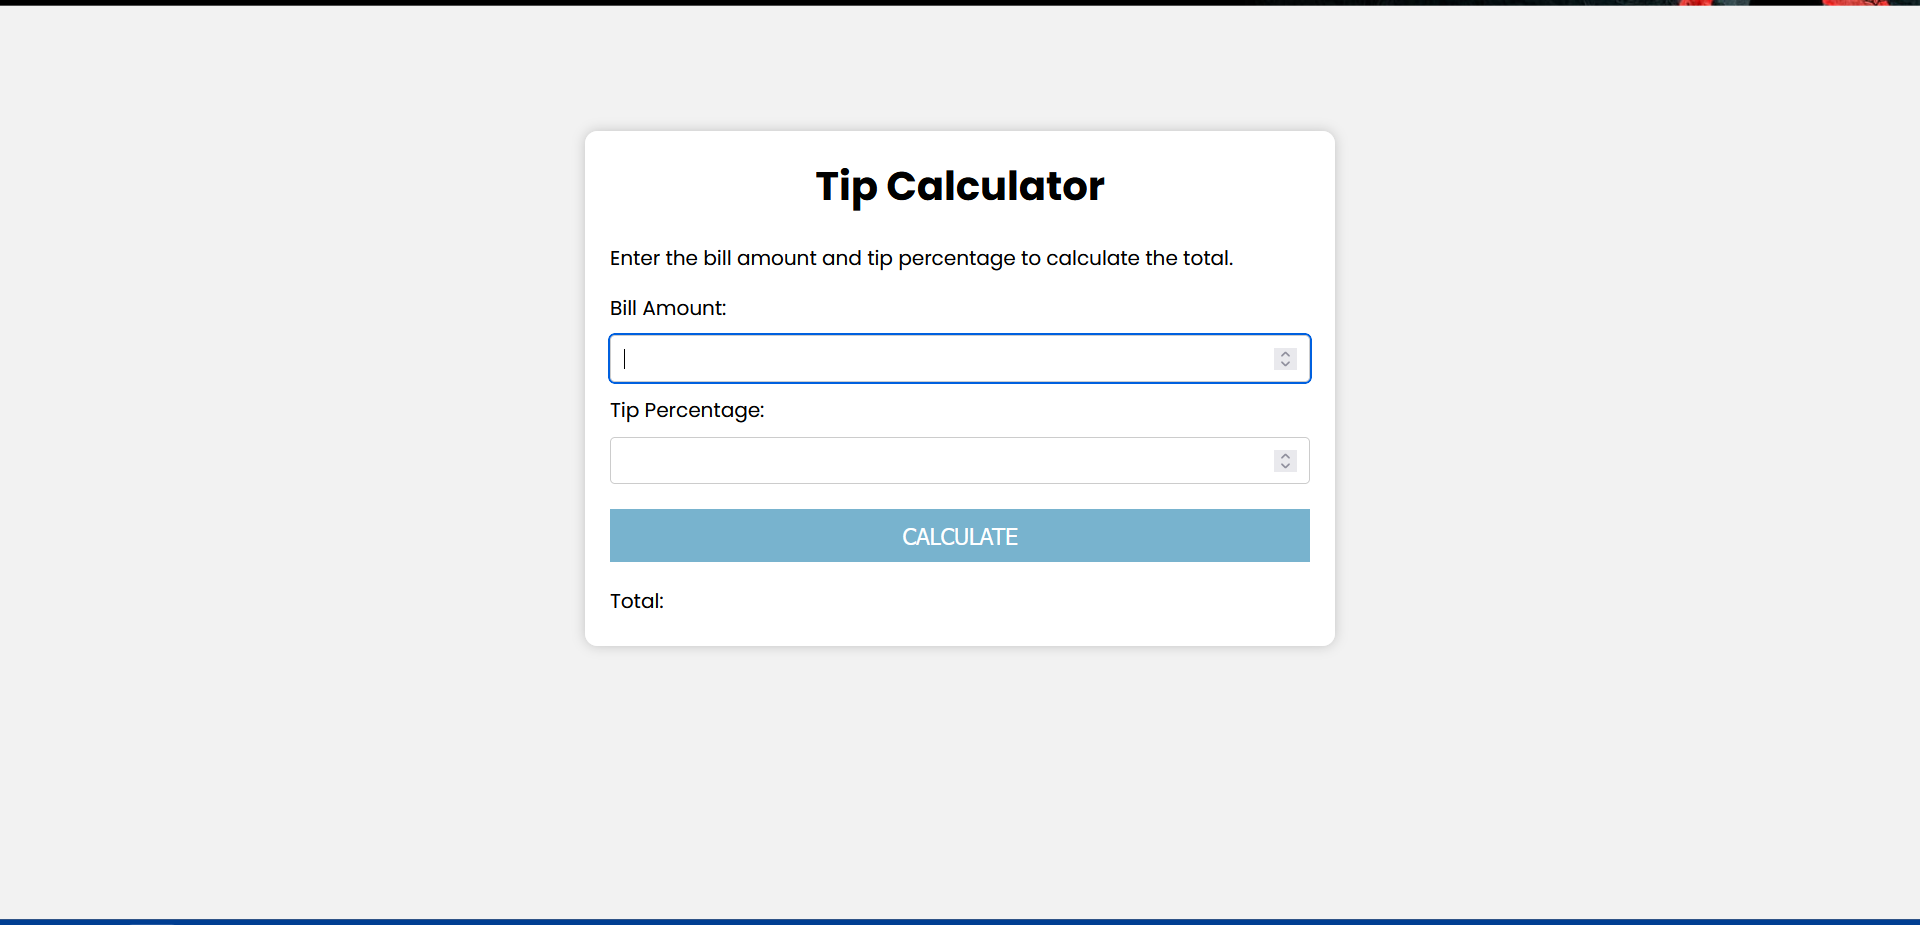 Tip Calculator
Enter the bill amount and tip percentage to calculate the total.
Bill Amount:
Tip Percentage:
CALCULATE
Total: